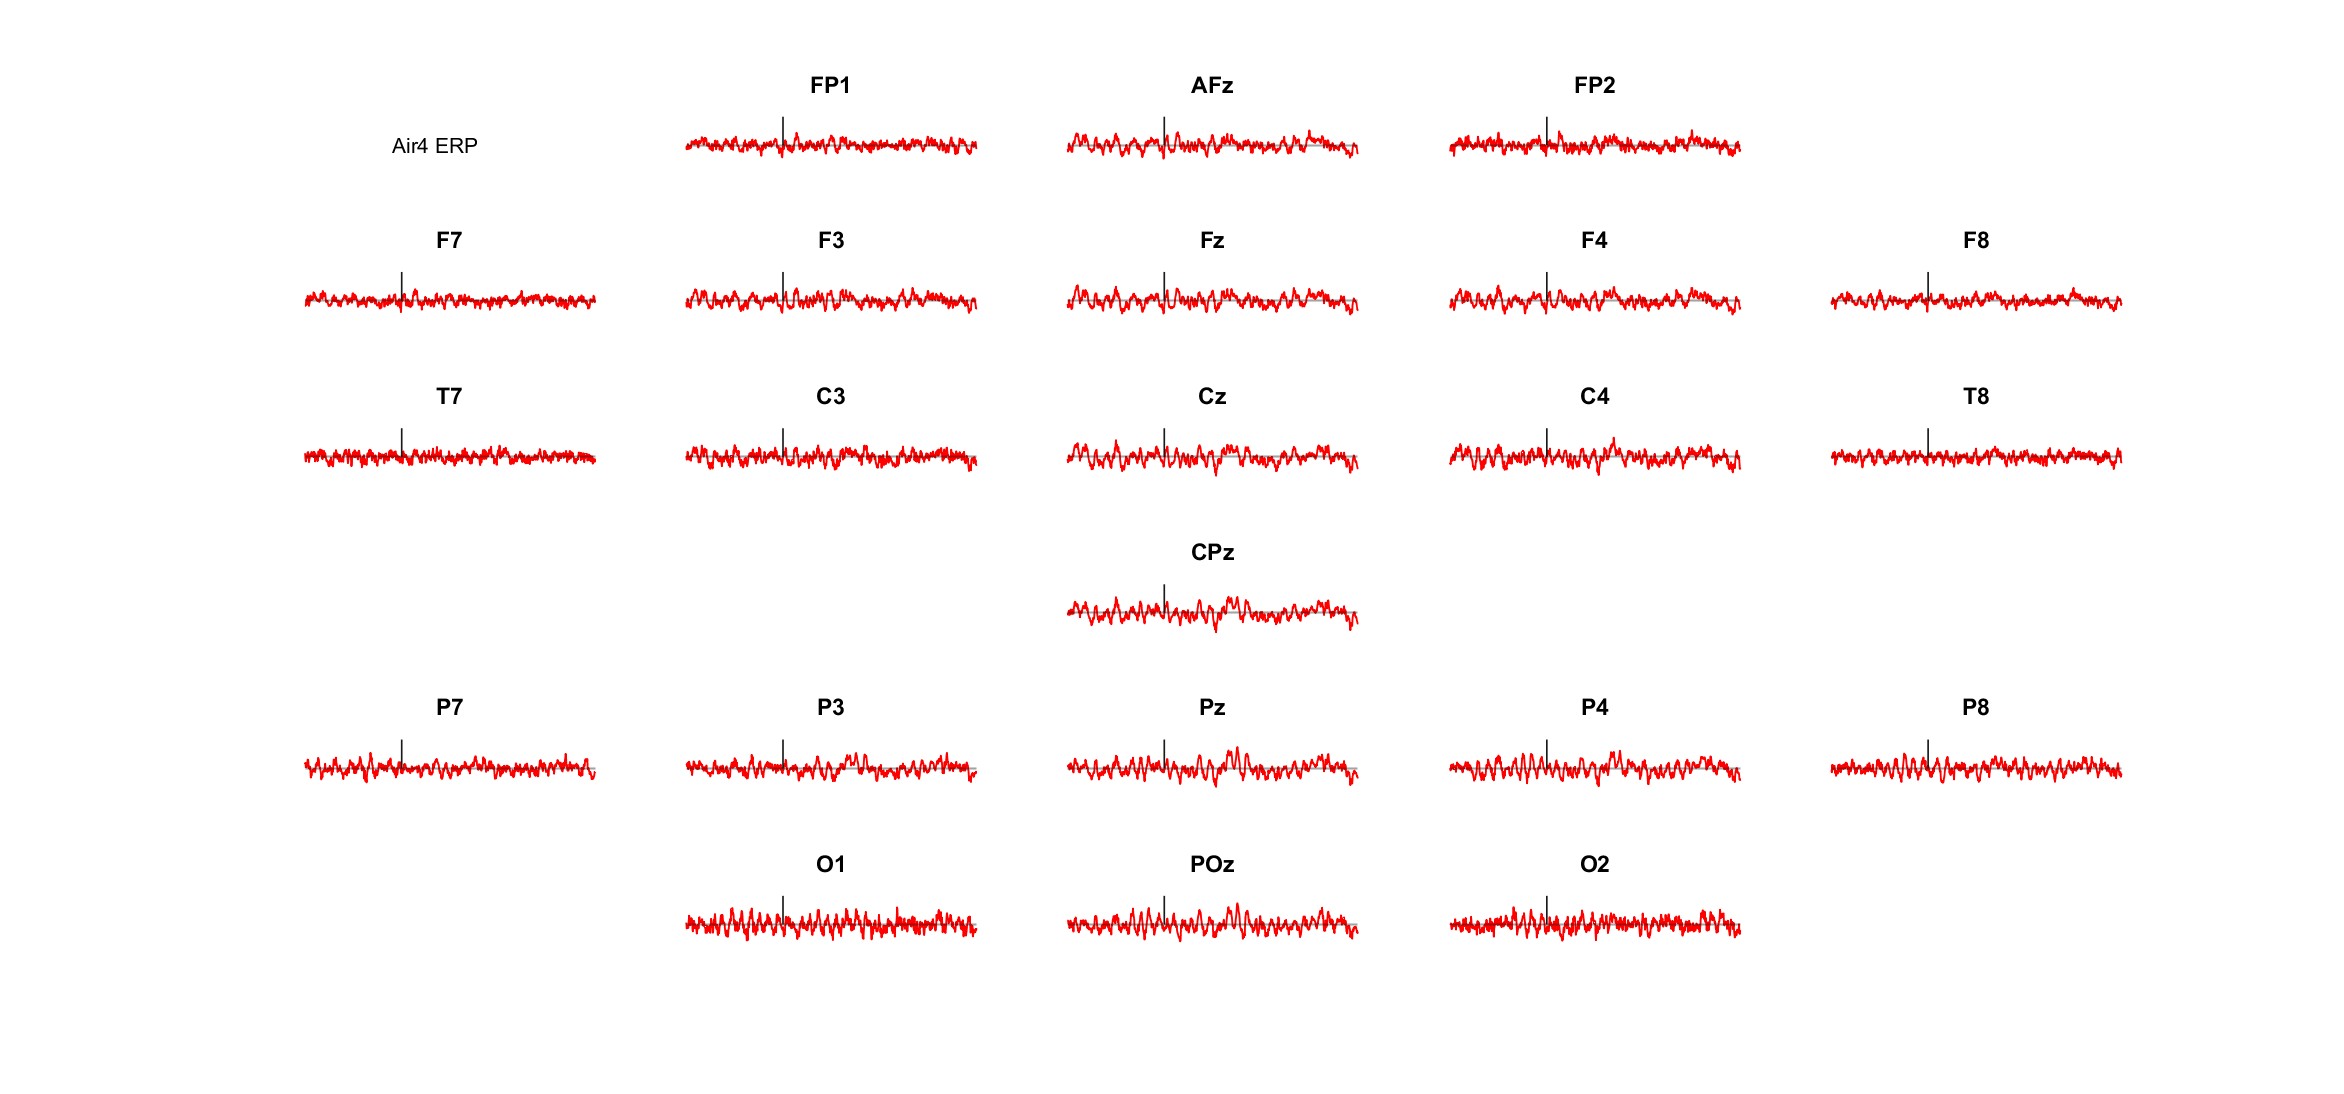 FP1 AFz FP2
Air4 ERP
F7 F3 Fz F4 F8
T7 C3 Cz C4 T8
CPz
P7 P3 Pz P4 P8
O1 POz O2